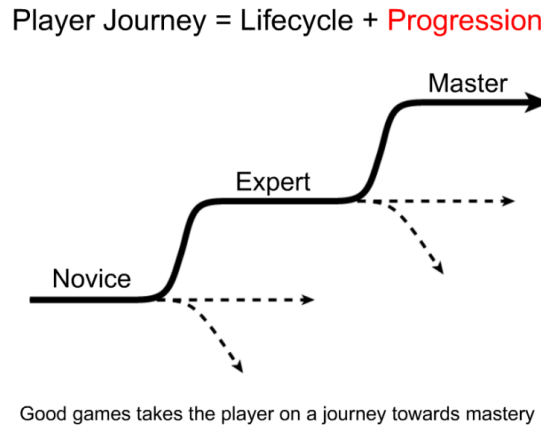 Player Journey = Lifecycle + Progression
Master
Expert
Novice
Good games takes the player on a journey towards mastery